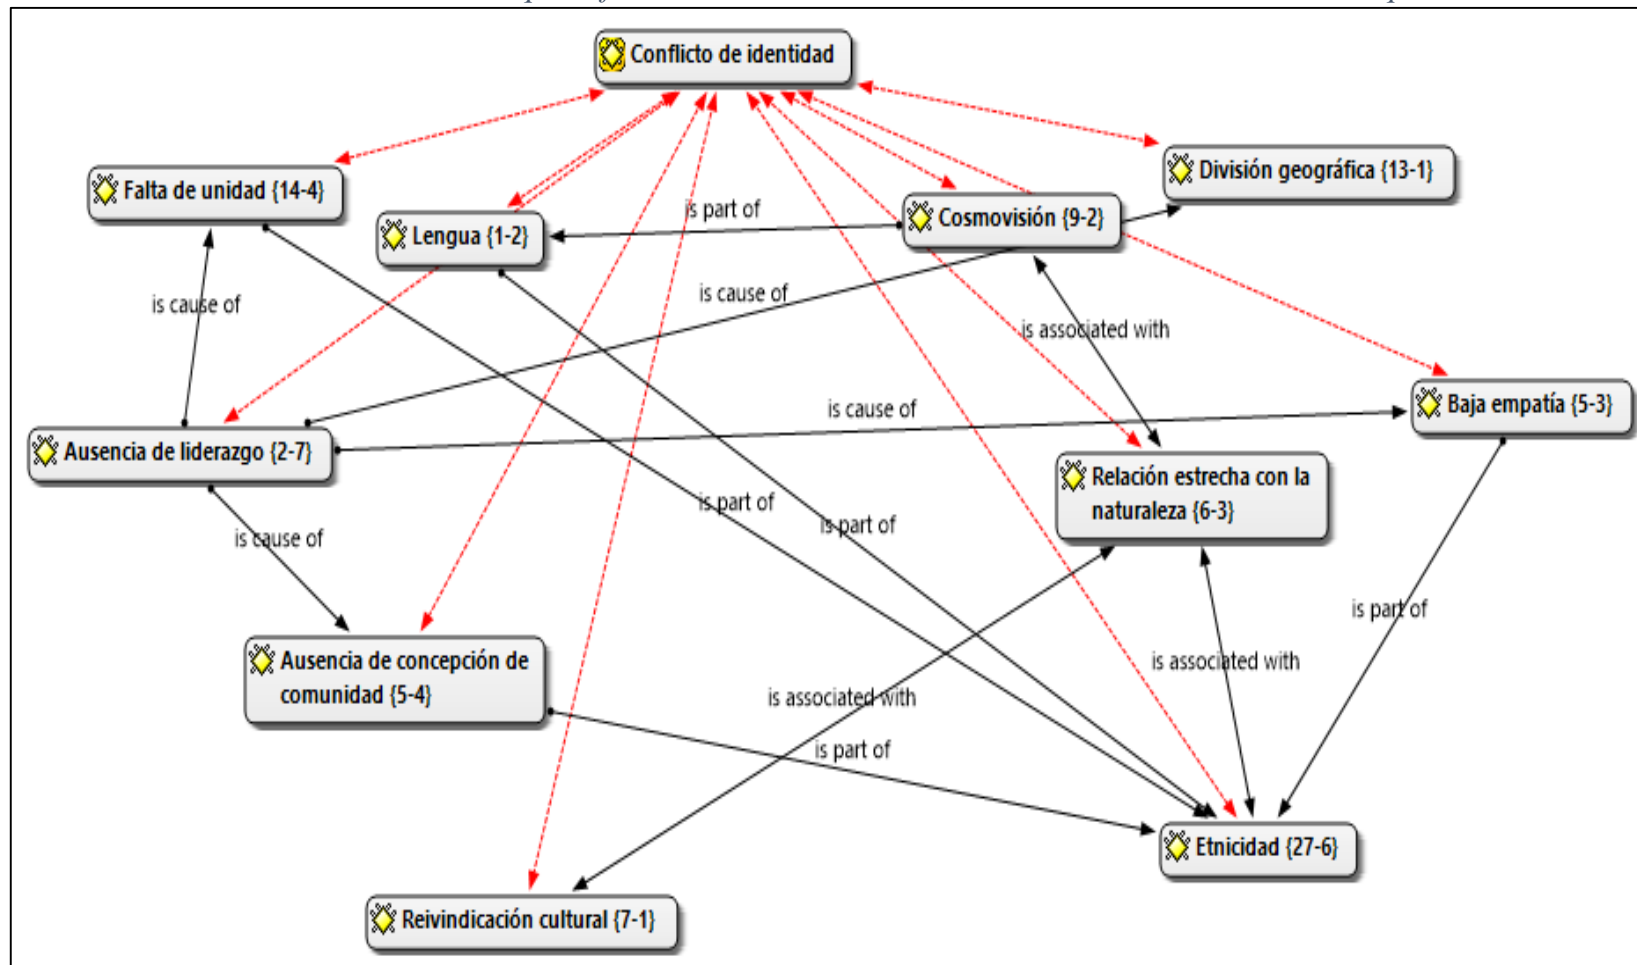 Conflicto de identidad
División geográfica {13-1}
Falta de unidad {14-4}
is part of
Cosmovisión {9-2}
Lengua {1-2}
is cause of
is cause of
is associated with
Baja empatía {5-3}
is cause of
Ausencia de liderazgo {2-7}
Relación estrecha con la
naturaleza {6-3}
is part of
is part of
is cause of
is part of
Ausencia de concepción de
comunidad {5-4}
is associated with
is associated with
is part of
Etnicidad {27-6}
Reivindicación cultural {7-1}